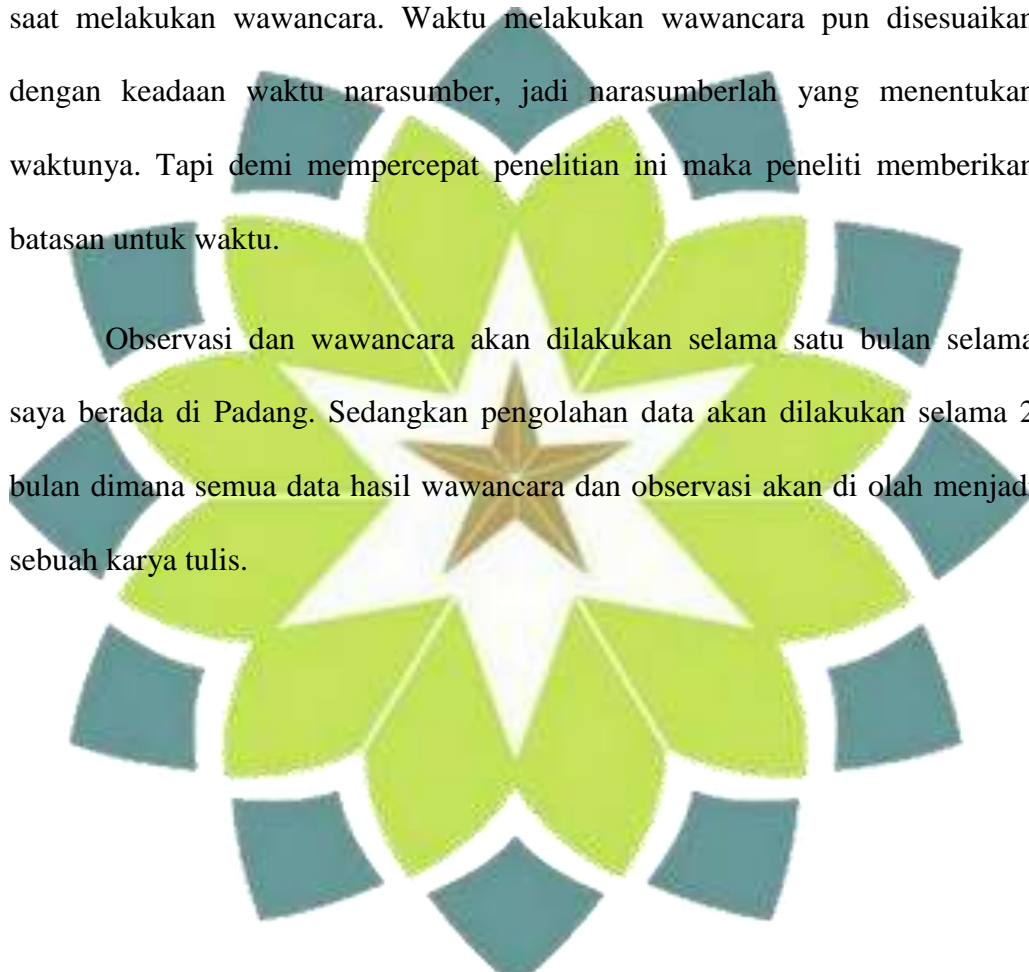 saat melakukan wawancara. Waktu melakukan wawancara pun disesuaikan
dengan keadaan waktu narasumber, jadi narasumberlah yang menentukan
waktunya. Tapi demi mempercepat penelitian ini maka peneliti memberikan
batasan untuk waktu.
Observasi dan wawancara akan dilakukan selama satu bulan selama
saya berada di Padang. Sedangkan pengolahan data akan dilakukan selama 2
bulan dimana semua data hasil wawancara dan observasi akan di olah menjadi
sebuah karya tulis.